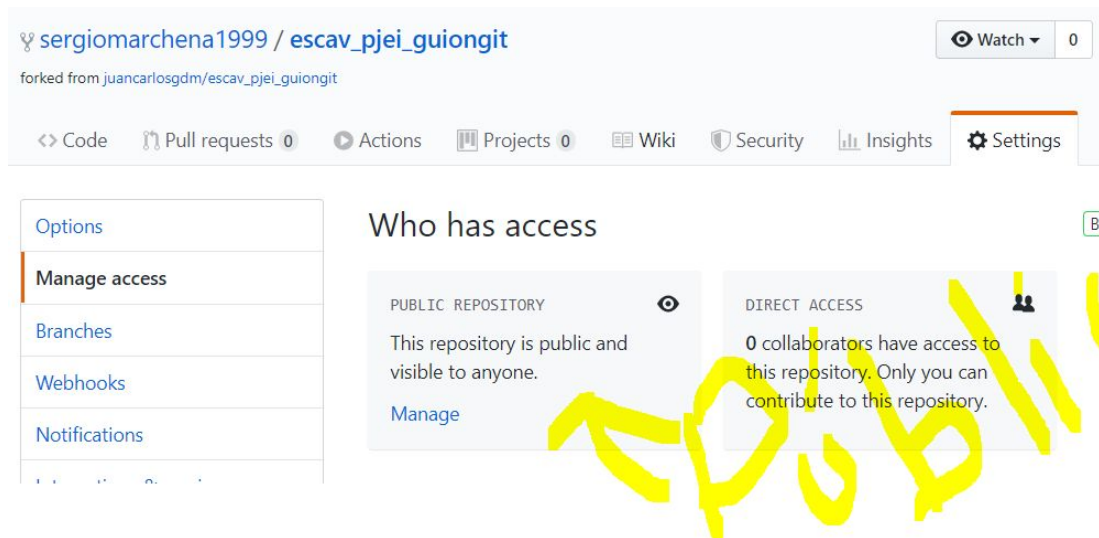 sergiomarchena1999 / escav_pjei_guiongit
Watch 0
forked from juancarlosgdm/escav_pjei_guiongit
<> Code Pull requests 0 Actions Projects 0 Wiki Security Insights Settings
Options
Manage access
Branches
Webhooks
Notifications
Who has access
PUBLIC REPOSITORY
This repository is public and
visible to anyone.
Manage
DIRECT ACCESS
0 collaborators have access to
this repository. Only you can
contribute to this repository.